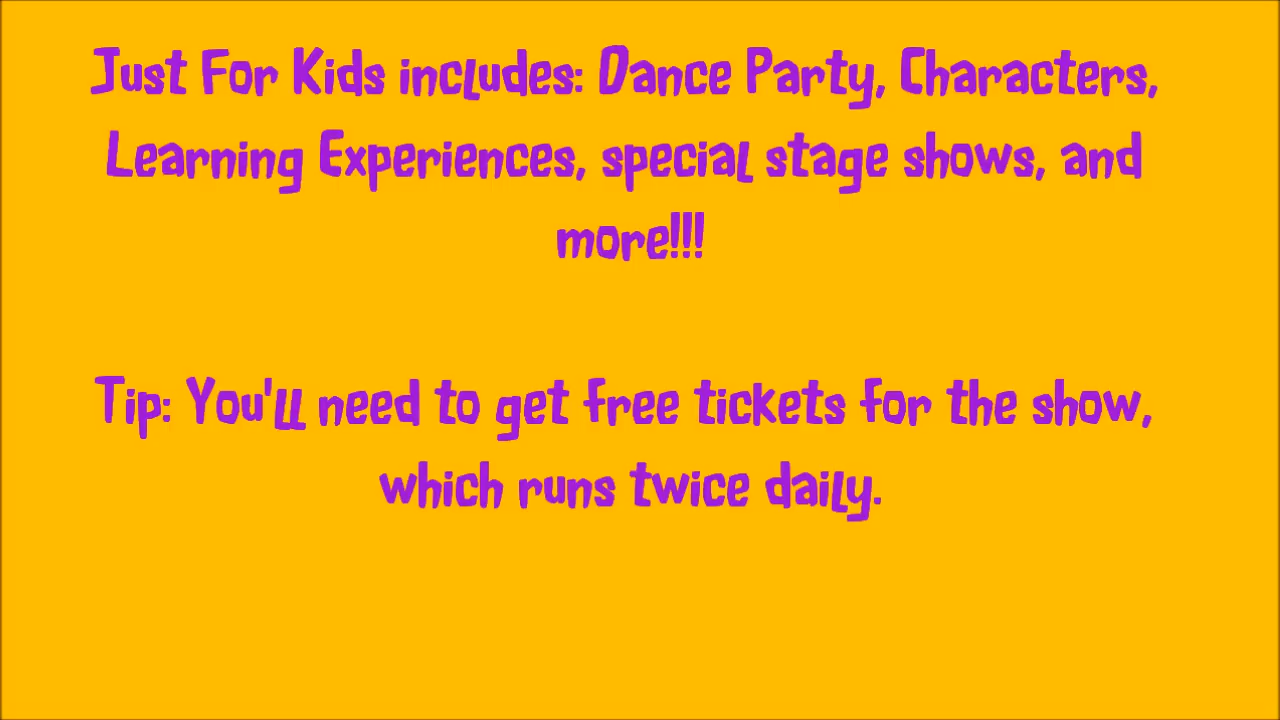 Just For Kids includes: Dance Party, Characters,
Learning Experiences, special stage shows, and
more!!!
Tip: You'll need to get free tickets for the show,
which runs twice daily.